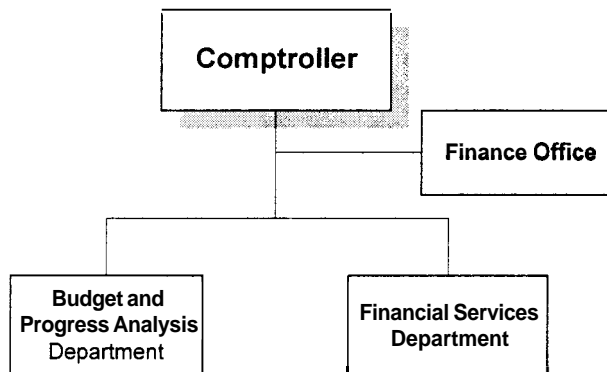 Comptroller
Finance Office
Budget and
Progress Analysis
Department
Financial Services
Department